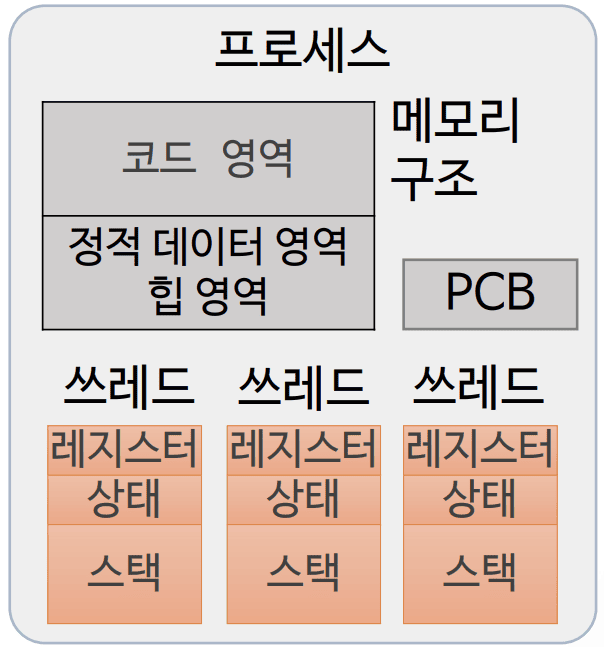 프로세스
코드 영역
메모리
구조
정적 데이터 영역
힙 영역
PCB
쓰레드 쓰레드 쓰레드
레지스터 레지스터 레지스터
상태 상태 상태
스택 스택 스택